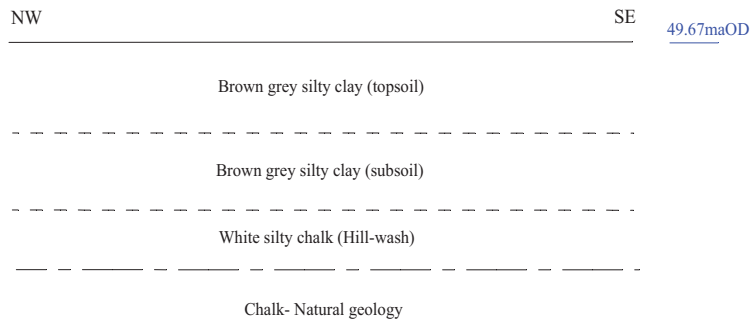 NW
SE
49.67maOD
Brown grey silty clay (topsoil)
Brown grey silty clay (subsoil)
White silty chalk (Hill-wash)
Chalk- Natural geology